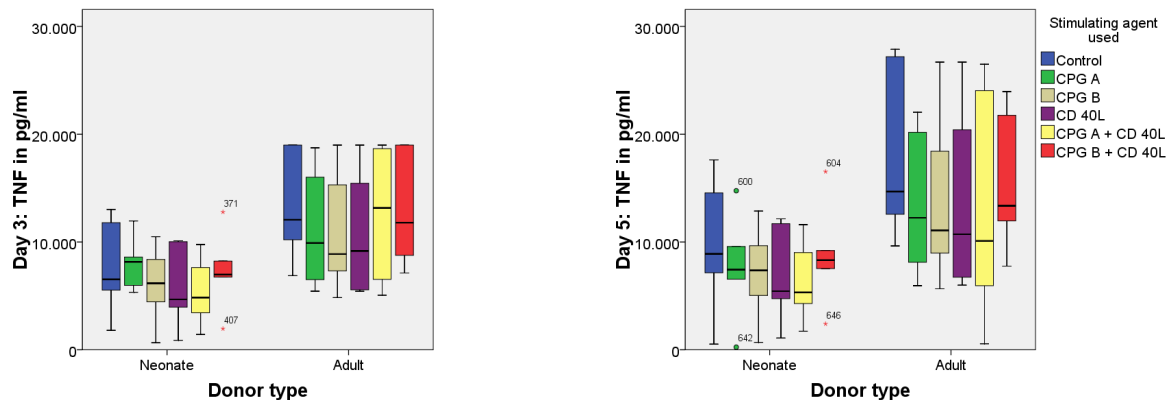 30.000
20.000
10.000
0
Day 3: TNF in pg/ml
371
407
Neonate
Adult
Donor type
30.000
20.000
10.000
0
Day 5: TNF in pg/ml
600
642
604
646
Neonate
Adult
Donor type
Stimulating agent
used
Control
CPG A
CPG B
CD 40L
CPG A + CD 40L
CPG B + CD 40L